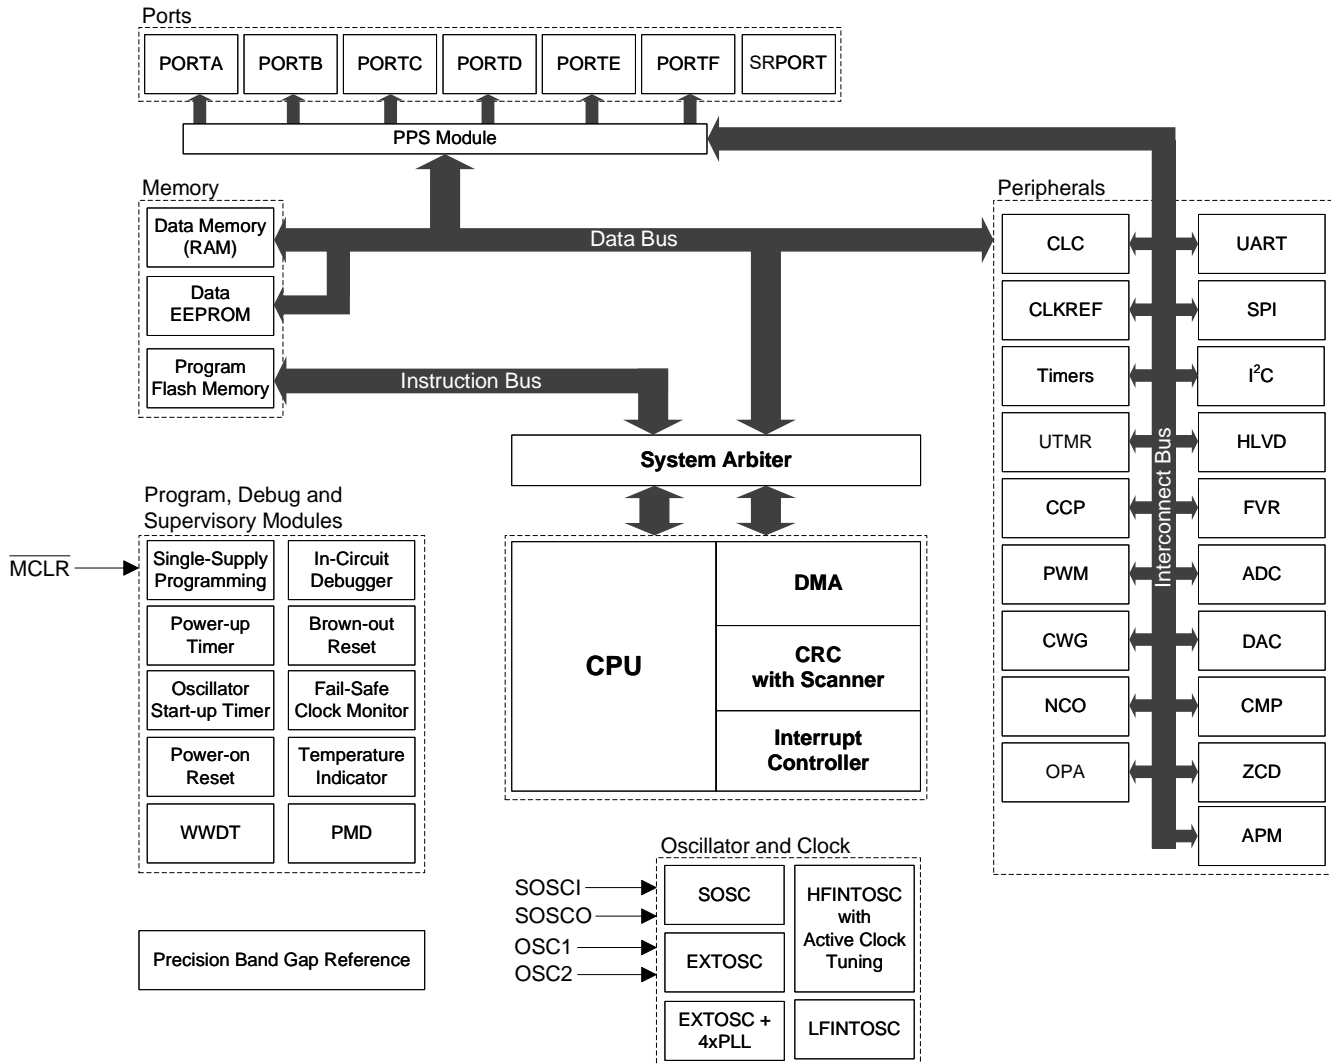 Ports
PORTA
PORTB
PORTC
PORTD
PORTE
PORTF
SRPORT
PPS Module
Memory
Data Memory
(RAM)
Data
EEPROM
Program
Flash Memory
Data Bus
Instruction Bus
System Arbiter
CPU
DMA
CRC
with Scanner
Interrupt
Controller
Peripherals
CLC
UART
CLKREF
SPI
Timers
I²C
UTMR
HLVD
CCP
FVR
PWM
ADC
CWG
DAC
NCO
CMP
OPA
ZCD
APM
Interconnect Bus
Program, Debug and
Supervisory Modules
MCLR
Single-Supply
Programming
In-Circuit
Debugger
Power-up
Timer
Brown-out
Reset
Oscillator
Start-up Timer
Fail-Safe
Clock Monitor
Power-on
Reset
Temperature
Indicator
WWDT
PMD
Precision Band Gap Reference
Oscillator and Clock
SOSCI
SOSCO
OSC1
OSC2
SOSC
HFINTOSC
with
Active Clock
Tuning
EXTOSC
EXTOSC +
4xPLL
LFINTOSC